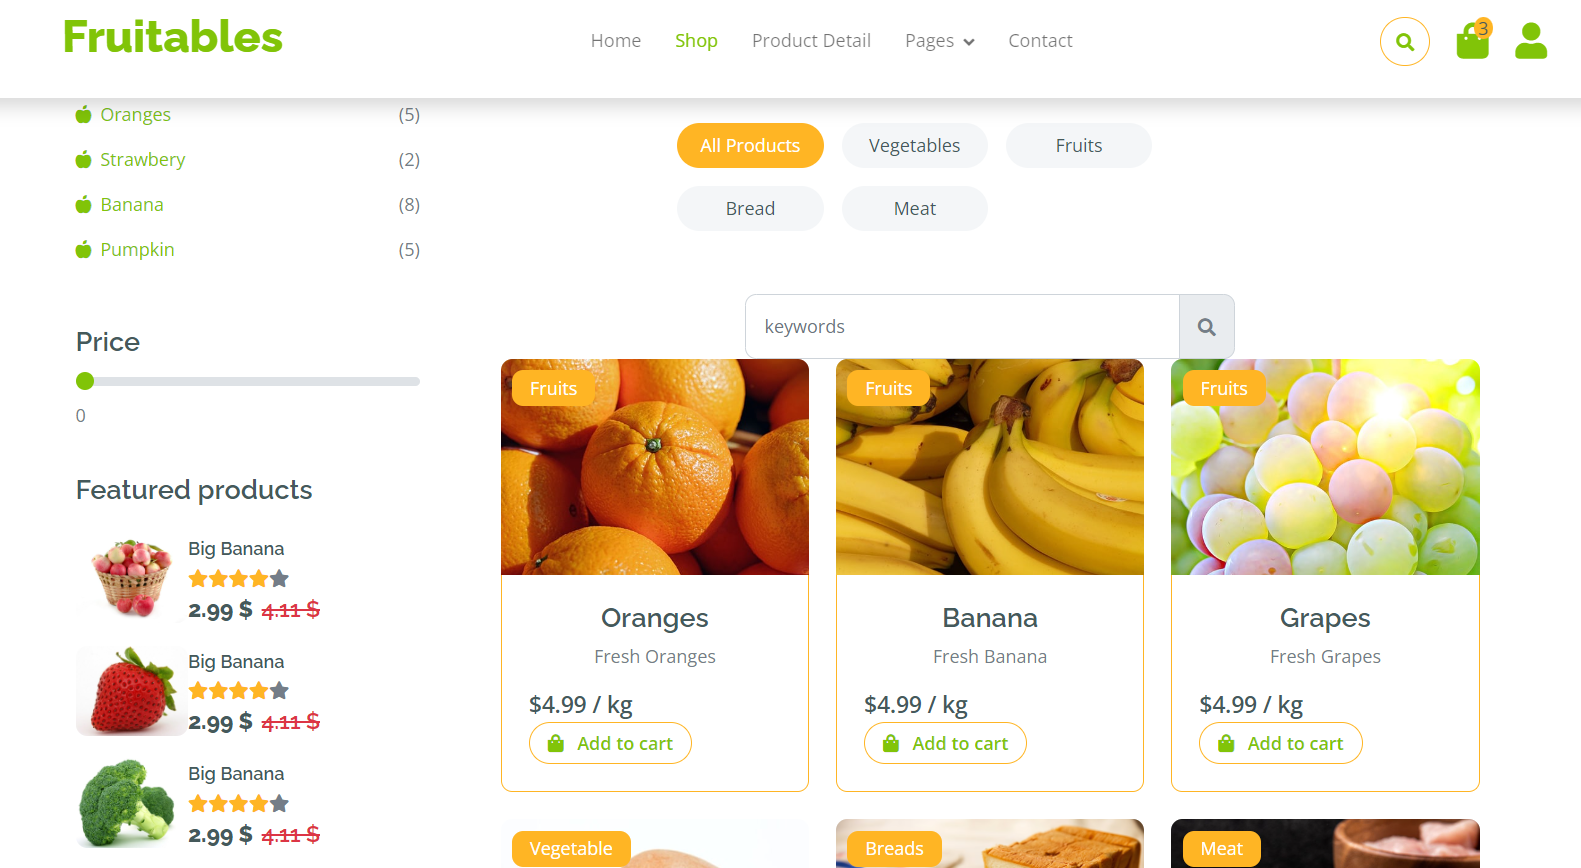 Fruitables
Home Shop Product Detail Pages Contact
3
Oranges (5)
Strawbery (2)
Banana (8)
Pumpkin (5)
Price
0
Featured products
Big Banana
2.99 $ 4.11 $
Big Banana
2.99 $ 4.11 $
Big Banana
2.99 $ 4.11 $
All Products Vegetables Fruits
Bread Meat
keywords
Fruits
Oranges
Fresh Oranges
$4.99 / kg
Add to cart
Fruits
Banana
Fresh Banana
$4.99 / kg
Add to cart
Fruits
Grapes
Fresh Grapes
$4.99 / kg
Add to cart
Vegetable
Breads
Meat